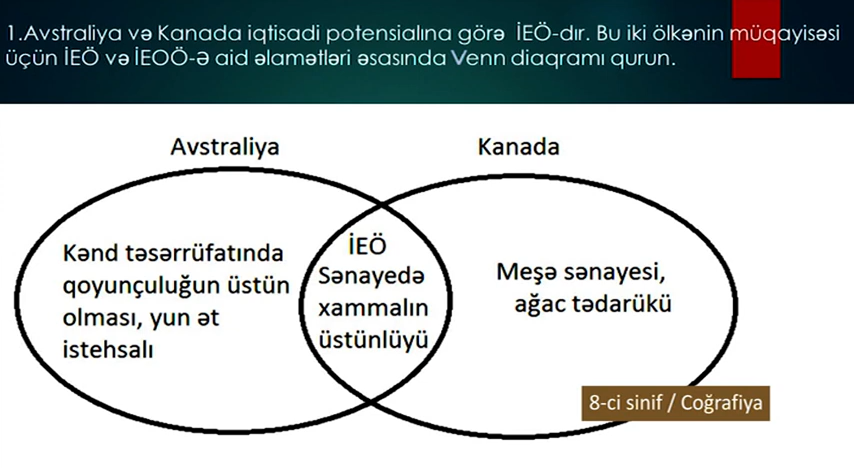 1.Avstraliya və Kanada iqtisadi potensialına görə İEÖ-dır. Bu iki ölkənin müqayisəsi
üçün İEÖ və İEOÖ-Ə aid əlamətləri əsasında Venn diaqramı qurun.
Avstraliya
Kanada
Kənd təsərrüfatında
qoyunçuluğun üstün
olması, yun ət
istehsalı
İEÖ
Sənayedə
xammalın
üstünlüyü
Meşə sənayesi,
ağac tədarükü
8-ci sinif / Coğrafiya